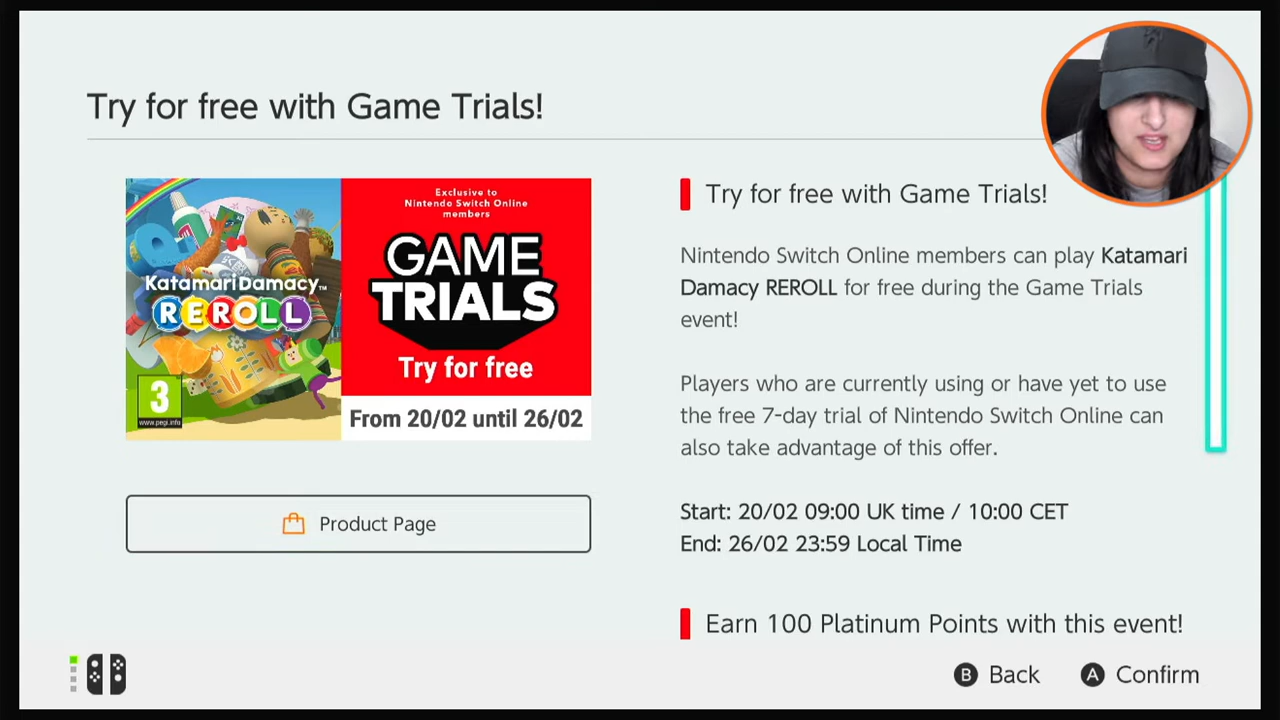 Try for free with Game Trials!
Exclusive to
Nintendo Switch Online
members
GAME
TRIALS
Try for free
From 20/02 until 26/02
Katamari Damacy™
REROLL
3
www.pegi.info
Product Page
Try for free with Game Trials!
Nintendo Switch Online members can play Katamari
Damacy REROLL for free during the Game Trials
event!
Players who are currently using or have yet to use
the free 7-day trial of Nintendo Switch Online can
also take advantage of this offer.
Start: 20/02 09:00 UK time / 10:00 CET
End: 26/02 23:59 Local Time
Earn 100 Platinum Points with this event!
B Back
A Confirm